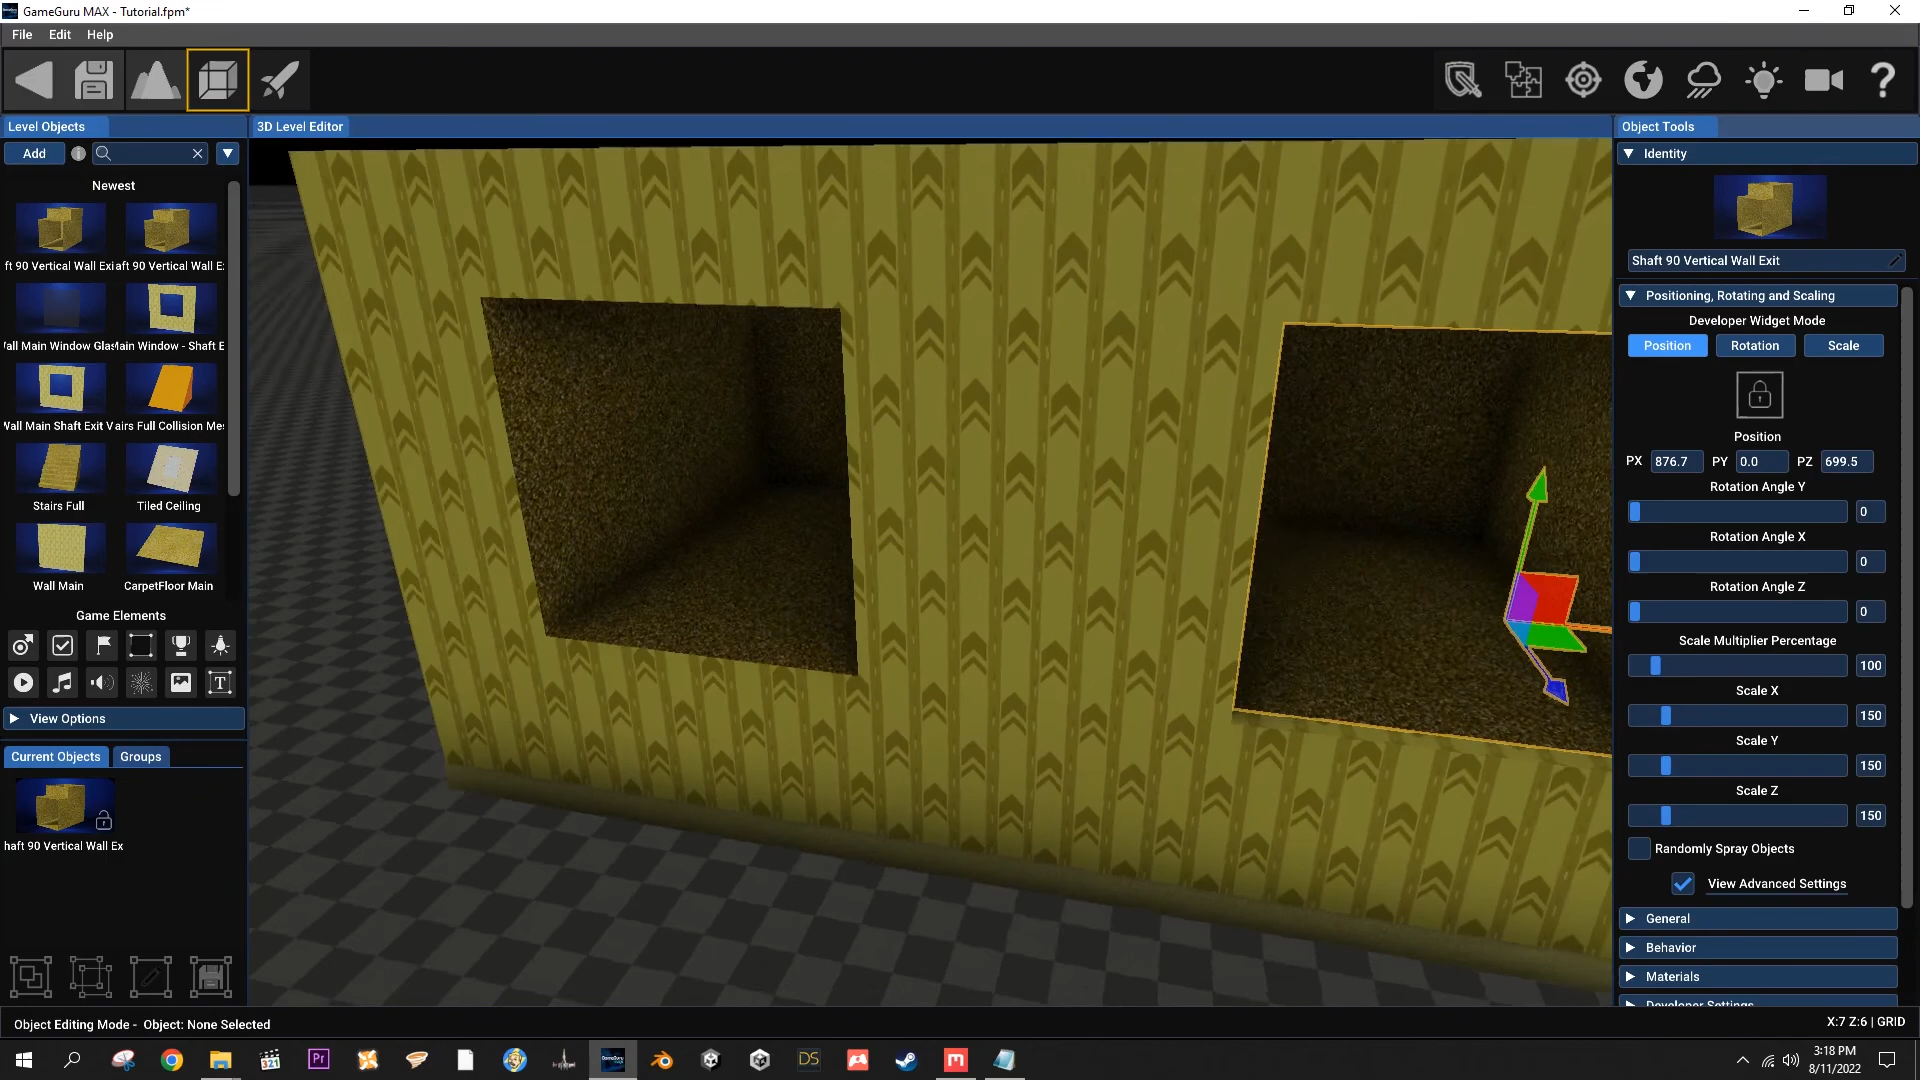 GameGuru MAX - Tutorial.fpm*
File Edit Help
Level Objects
3D Level Editor
Object Tools
Add
Identity
Newest
ft 90 Vertical Wall Exi
aft 90 Vertical Wall E
Shaft 90 Vertical Wall Exit
Positioning, Rotating and Scaling
Developer Widget Mode
Position Rotation Scale
all Main Window Glas
ain Window - Shaft E
Wall Main Shaft Exit V
airs Full Collision Mes
Position
PX 876.7 PY 0.0 PZ 699.5
Rotation Angle Y
0
Stairs Full
Tiled Ceiling
Rotation Angle X
0
Wall Main
CarpetFloor Main
Rotation Angle Z
0
Game Elements
Scale Multiplier Percentage
100
Scale X
150
View Options
Scale Y
150
Current Objects Groups
Scale Z
150
haft 90 Vertical Wall Ex
Randomly Spray Objects
View Advanced Settings
General
Behavior
Materials
Developer Settings
Object Editing Mode - Object: None Selected
X:7 Z:6 | GRID
3:18 PM
8/11/2022